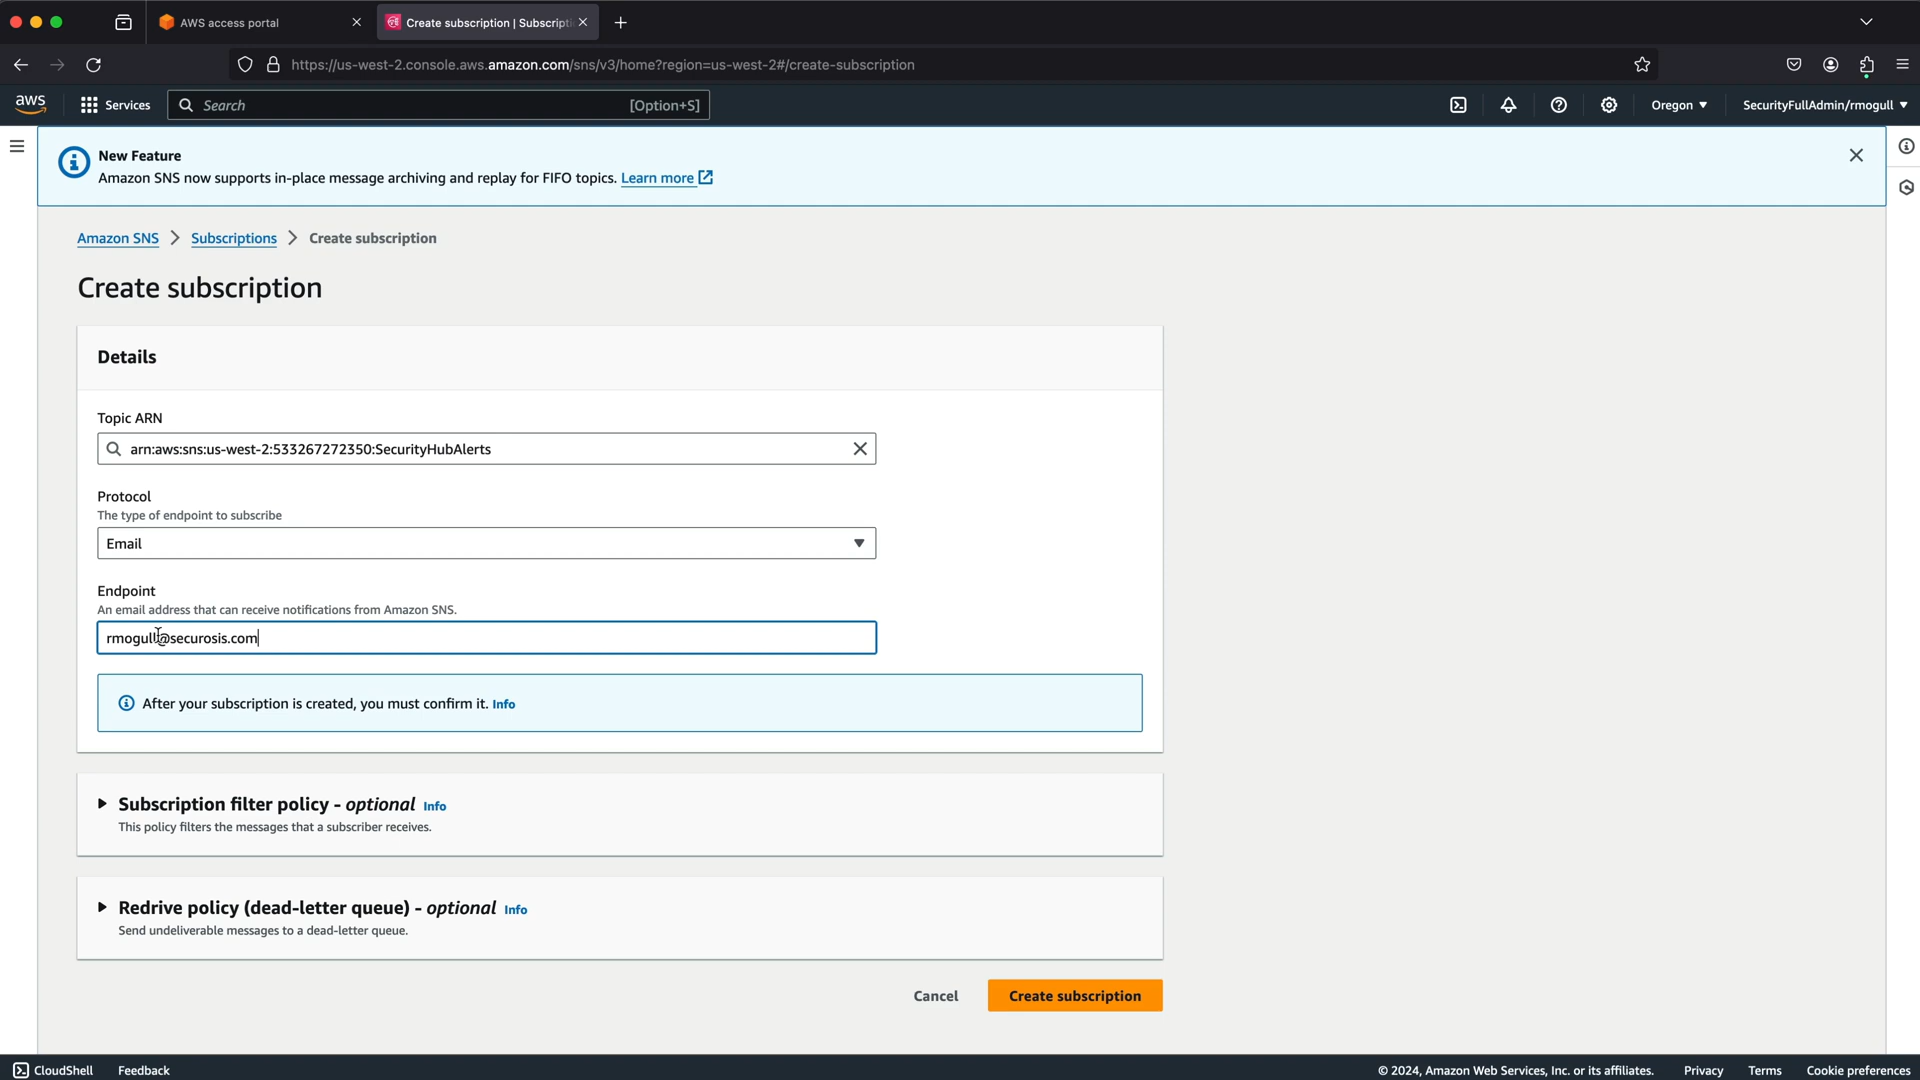 AWS access portal
Create subscription | Subscripti
https://us-west-2.console.aws.amazon.com/sns/v3/home?region=us-west-2#/create-subscription
aws
Services
Search
[Option+S]
Oregon
SecurityFullAdmin/rmogull
New Feature
Amazon SNS now supports in-place message archiving and replay for FIFO topics. Learn more
Amazon SNS
Subscriptions
Create subscription
Create subscription
Details
Topic ARN
arn:aws:sns:us-west-2:533267272350:SecurityHubAlerts
Protocol
The type of endpoint to subscribe
Email
Endpoint
An email address that can receive notifications from Amazon SNS.
rmogull@securosis.com
After your subscription is created, you must confirm it. Info
Subscription filter policy - optional Info
This policy filters the messages that a subscriber receives.
Redrive policy (dead-letter queue) - optional Info
Send undeliverable messages to a dead-letter queue.
Cancel
Create subscription
CloudShell
Feedback
© 2024, Amazon Web Services, Inc. or its affiliates.
Privacy
Terms
Cookie preferences